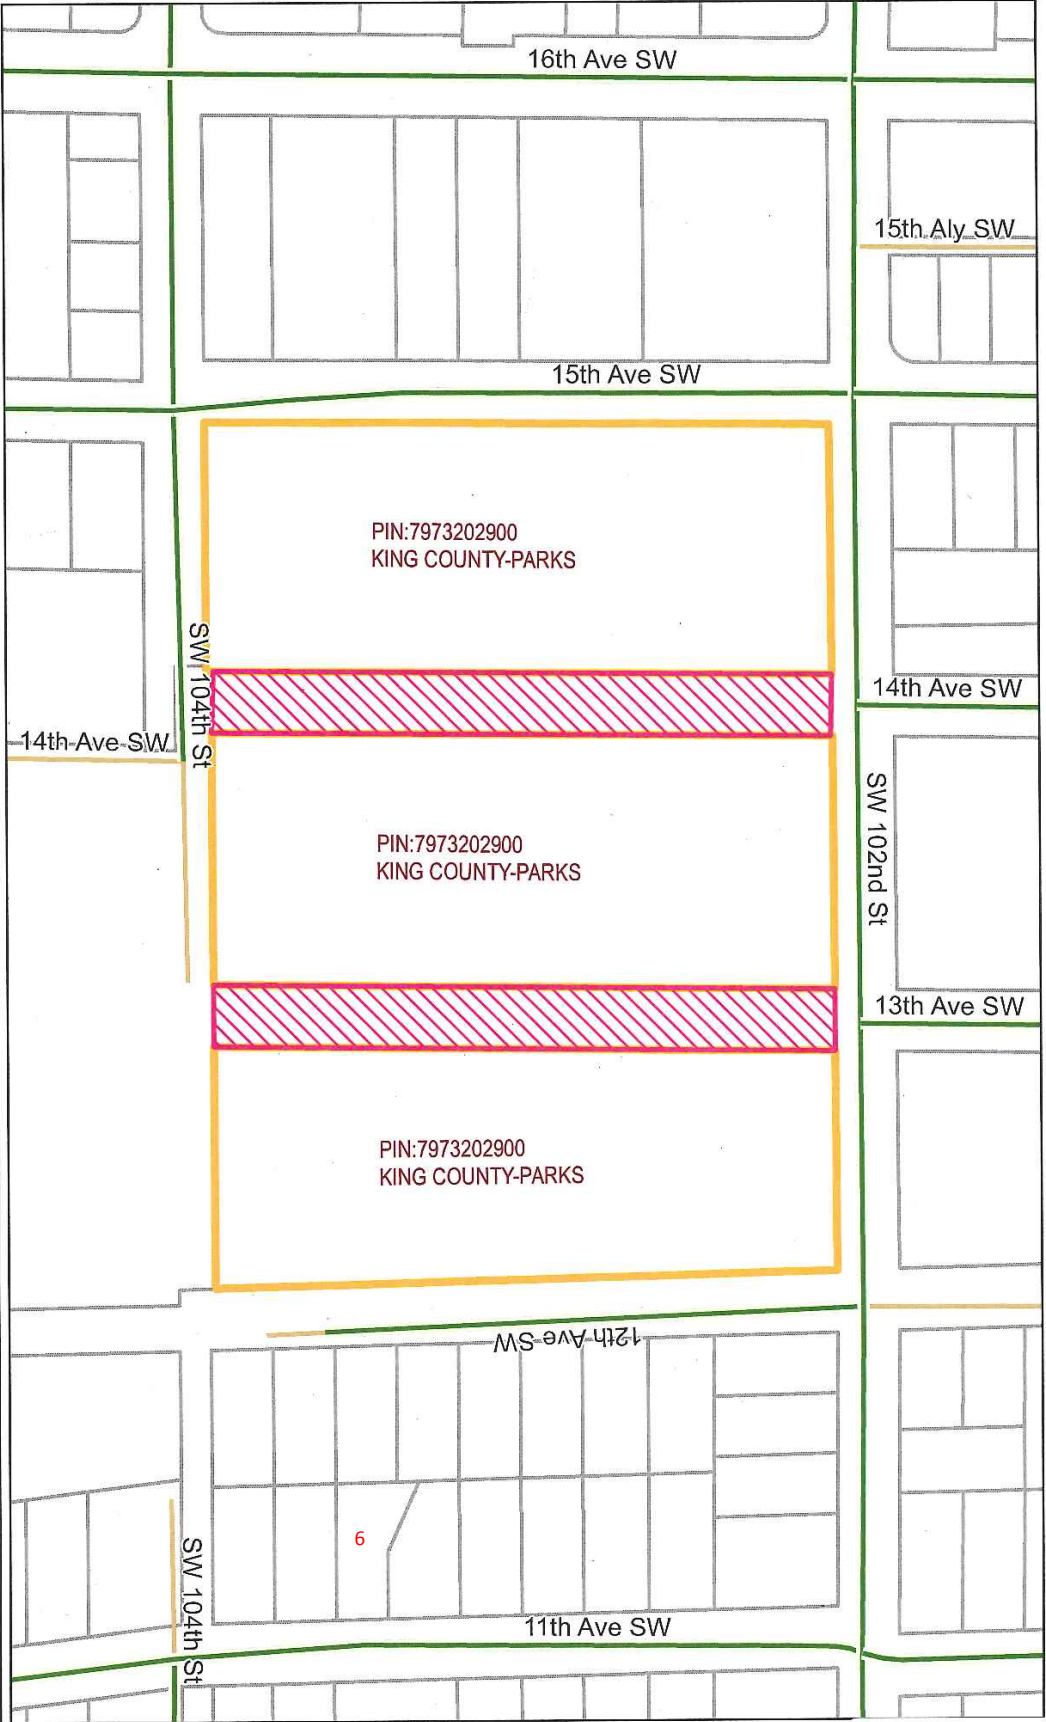 16th Ave SW
15th Aly SW
15th Ave SW
PIN:7973202900
KING COUNTY-PARKS
SW 104th St
14th Ave SW
14th Ave SW
SW 102nd St
PIN:7973202900
KING COUNTY-PARKS
13th Ave SW
PIN:7973202900
KING COUNTY-PARKS
12th Ave SW
6
SW 104th St
11th Ave SW